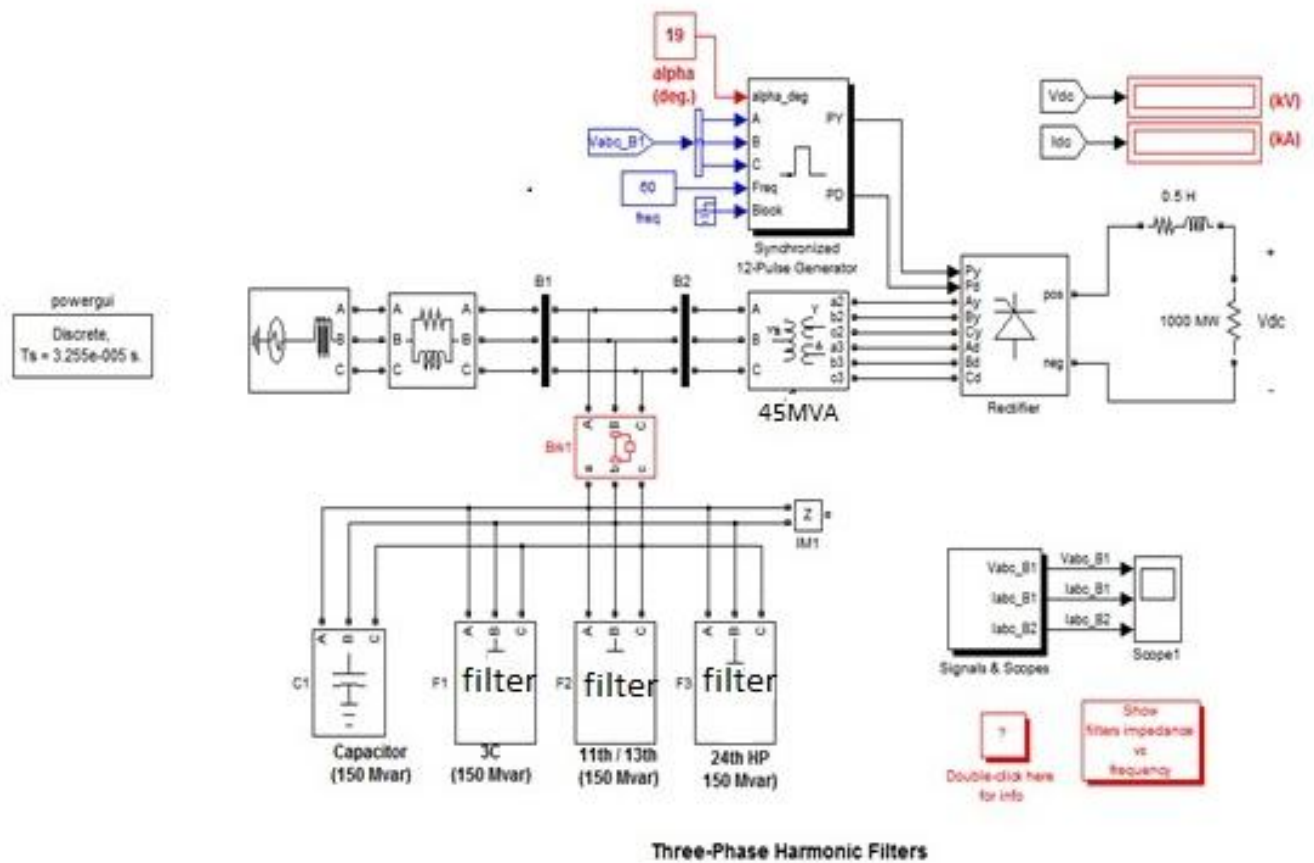 19
alpha
(deg.)
alpha_deg
A
B
C
Freq
Block
PY
PD
Vabc_B1
60
freq
Synchronized
12-Pulse Generator
Vdc
(kV)
Idc
(kA)
0.5 H
+
1000 MW
Vdc
-
powergui
Discrete,
Ts = 3.255e-005 s.
A
B
C
A
B
C
A
B
C
B1
B2
A
B
C
Y
a2
b2
c2
a3
b3
c3
45MVA
Py
Pd
Ay
By
Cy
Ad
Bd
Cd
pos
neg
Rectifier
Brk1
A B C
a b c
Z
IM1
A B C
C1
Capacitor
(150 Mvar)
A B C
F1
filter
3C
(150 Mvar)
A B C
F2
filter
11th / 13th
(150 Mvar)
A B C
F3
filter
24th HP
150 Mvar)
Vabc_B1
Iabc_B1
Iabc_B2
Vabc_B1
Iabc_B1
Iabc_B2
Signals & Scopes
Scope1
?
Double-click here
for info
Show
filters impedance
vs
frequency
Three-Phase Harmonic Filters